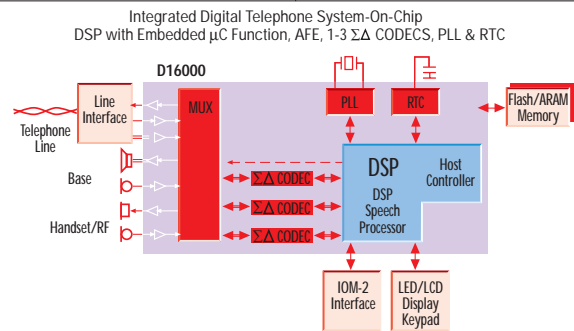 Integrated Digital Telephone System-On-Chip
DSP with Embedded µC Function, AFE, 1-3 ΣΔ CODECS, PLL & RTC
D16000
Line
Interface
Telephone
Line
Base
Handset/RF
MUX
PLL
RTC
Flash/ARAM
Memory
DSP
Host
Controller
DSP
Speech
Processor
ΣΔ CODEC
ΣΔ CODEC
ΣΔ CODEC
IOM-2
Interface
LED/LCD
Display
Keypad